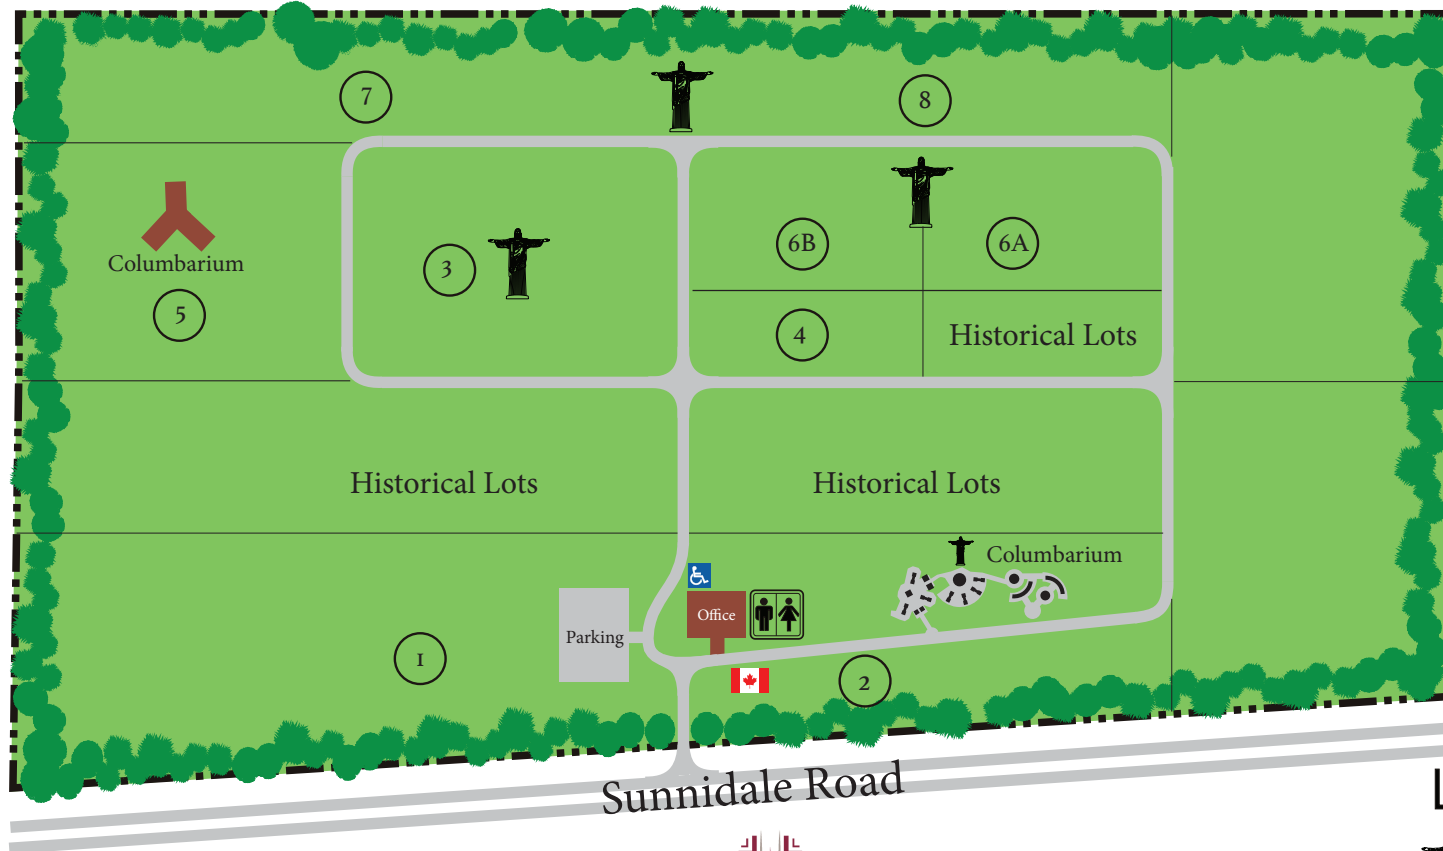 7
8
6B
6A
3
Columbarium
5
4
Historical Lots
Historical Lots
Historical Lots
Columbarium
Office
Parking
1
2
Sunnidale Road
L